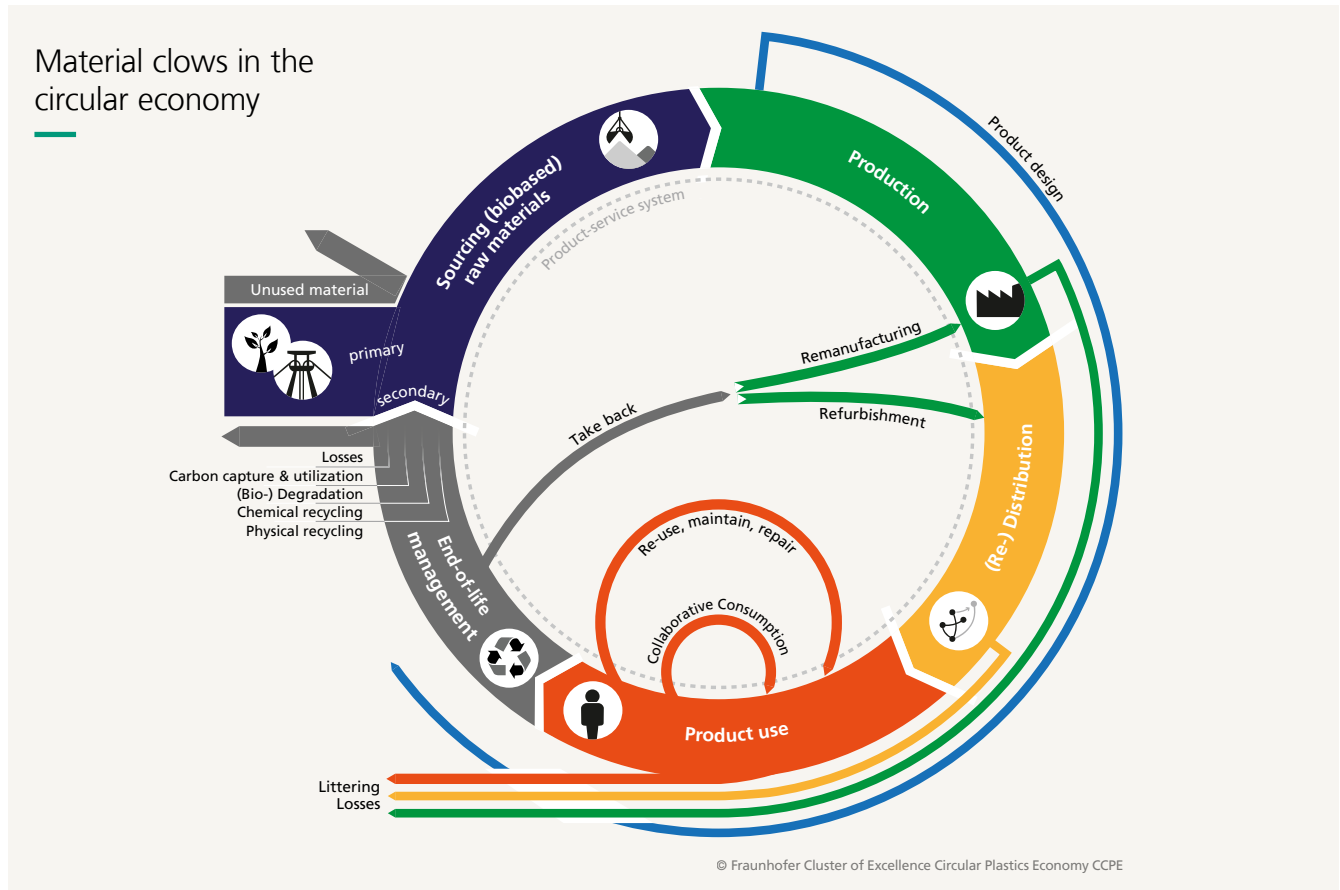 Material clows in the
circular economy
Product design
Production
Sourcing (biobased)
raw materials
Product-service system
Unused material
primary
secondary
Remanufacturing
Refurbishment
Take back
Losses
Carbon capture & utilization
(Bio-) Degradation
Chemical recycling
Physical recycling
End-of-life
management
Re-use, maintain, repair
Collaborative Consumption
(Re-) Distribution
Product use
Littering
Losses
© Fraunhofer Cluster of Excellence Circular Plastics Economy CCPE